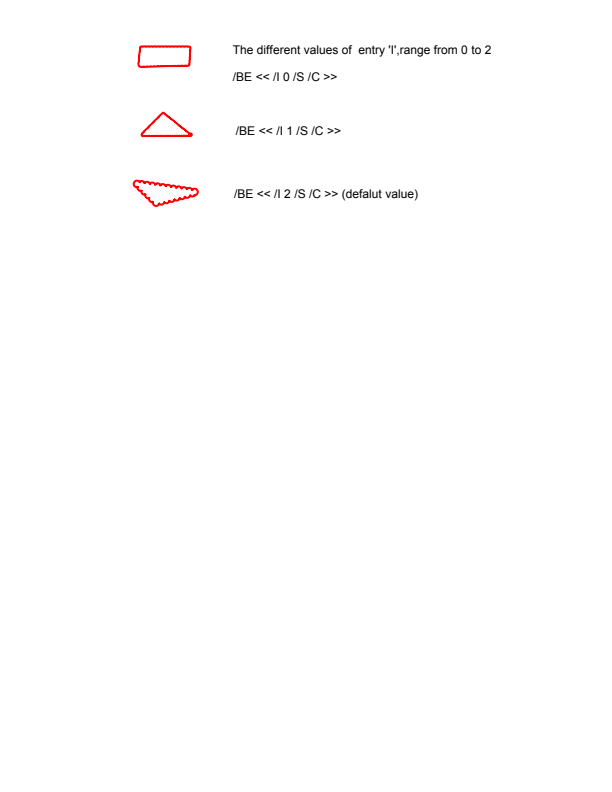 The different values of  entry 'I',range from 0 to 2
/BE << /I 0 /S /C >>
/BE << /I 1 /S /C >>
/BE << /I 2 /S /C >> (defalut value)